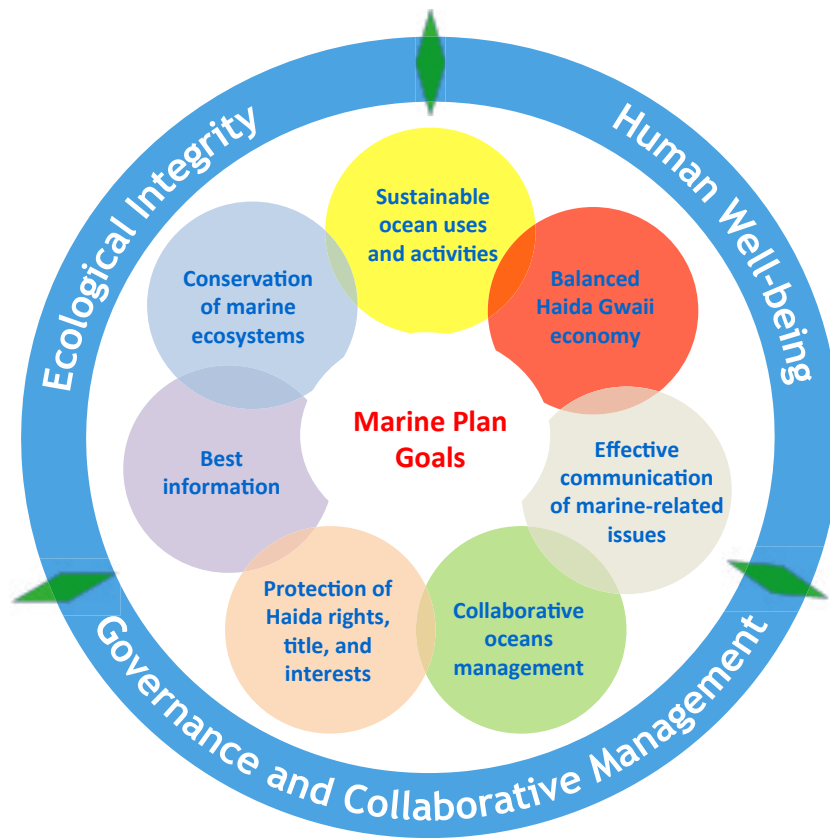 Ecological Integrity
Human Well-being
Sustainable
ocean uses
and activities
Conservation
of marine
ecosystems
Balanced
Haida Gwaii
economy
Marine Plan
Goals
Best
information
Effective
communication
of marine-related
issues
Protection of
Haida rights,
title, and
interests
Collaborative
oceans
management
Governance and Collaborative Management